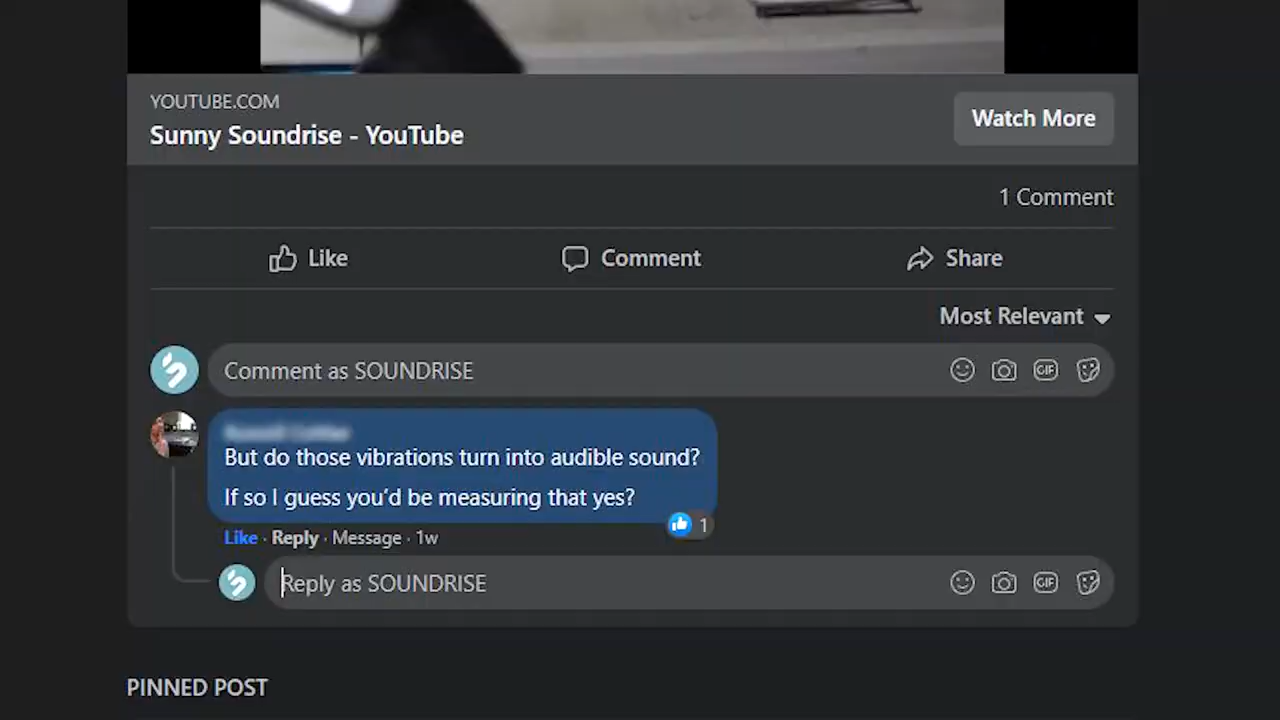 YOUTUBE.COM
Sunny Soundrise - YouTube
Watch More
1 Comment
Like
Comment
Share
Most Relevant
Comment as SOUNDRISE
GIF
But do those vibrations turn into audible sound?
If so I guess you'd be measuring that yes?
1
Like · Reply · Message · 1w
Reply as SOUNDRISE
GIF
PINNED POST